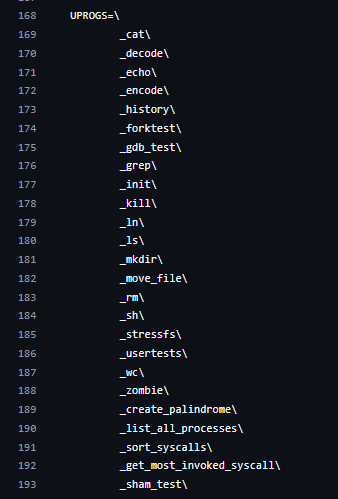 168 UPROGS=\
169 _cat\
170 _decode\
171 _echo\
172 _encode\
173 _history\
174 _forktest\
175 _gdb_test\
176 _grep\
177 _init\
178 _kill\
179 _ln\
180 _ls\
181 _mkdir\
182 _move_file\
183 _rm\
184 _sh\
185 _stressfs\
186 _usertests\
187 _wc\
188 _zombie\
189 _create_palindrome\
190 _list_all_processes\
191 _sort_syscalls\
192 _get_most_invoked_syscall\
193 _sham_test\